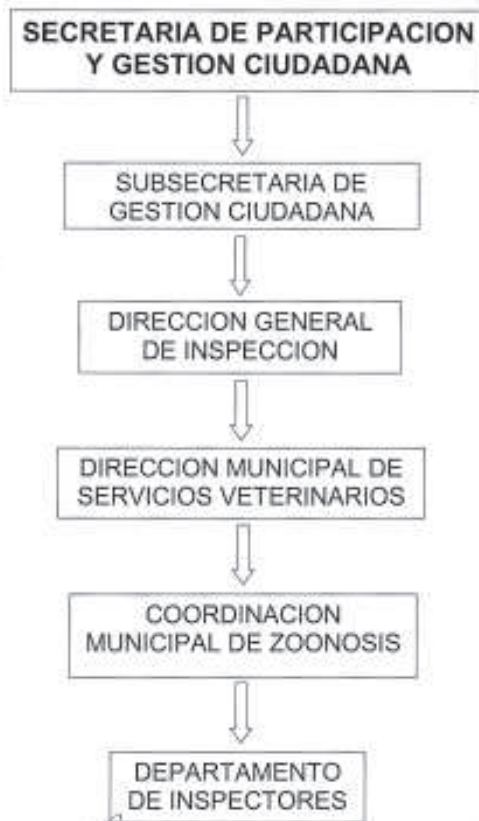 SECRETARIA DE PARTICIPACION
Y GESTION CIUDADANA
SUBSECRETARIA DE
GESTION CIUDADANA
DIRECCION GENERAL
DE INSPECCION
DIRECCION MUNICIPAL DE
SERVICIOS VETERINARIOS
COORDINACION
MUNICIPAL DE ZOONOSIS
DEPARTAMENTO
DE INSPECTORES